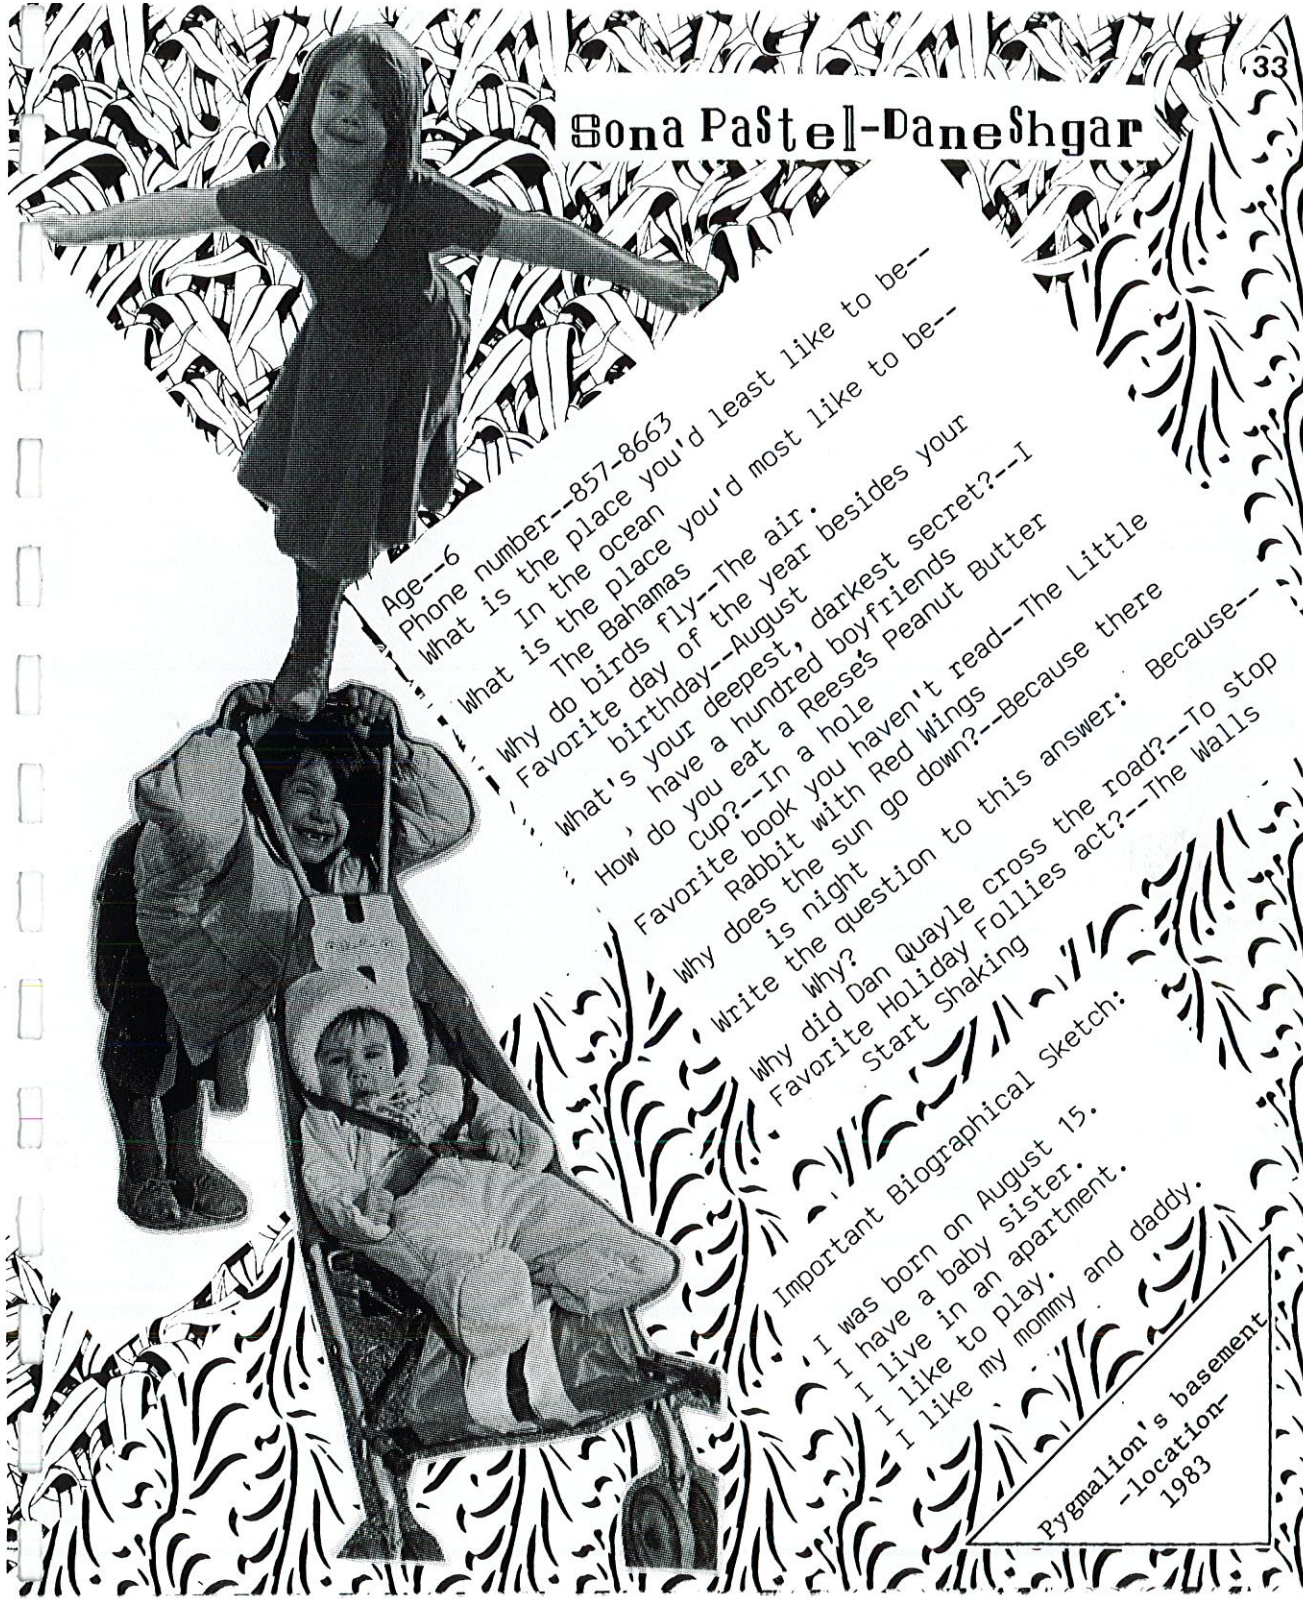 33
Sona Pastel-Daneshgar
Age--6
Phone number--857-8663
What is the place you'd least like to be--
In the ocean
What is the place you'd most like to be--
The Bahamas
Why do birds fly--The air.
Favorite day of the year besides your
birthday--August
What's your deepest, darkest secret?--I
have a hundred boyfriends
How do you eat a Reese's Peanut Butter
Cup?--In a hole
Favorite book you haven't read--The Little
Rabbit with Red Wings
Why does the sun go down?--Because there
is night
Write the question to this answer: Because--
Why?
Why did Dan Quayle cross the road?--To stop
Favorite Holiday Follies act?--The Walls
Start Shaking
Important Biographical Sketch:
I was born on August 15.
I have a baby sister.
I live in an apartment.
I like to play.
I like my mommy and daddy.
Pygmalion's basement
-location-
1983